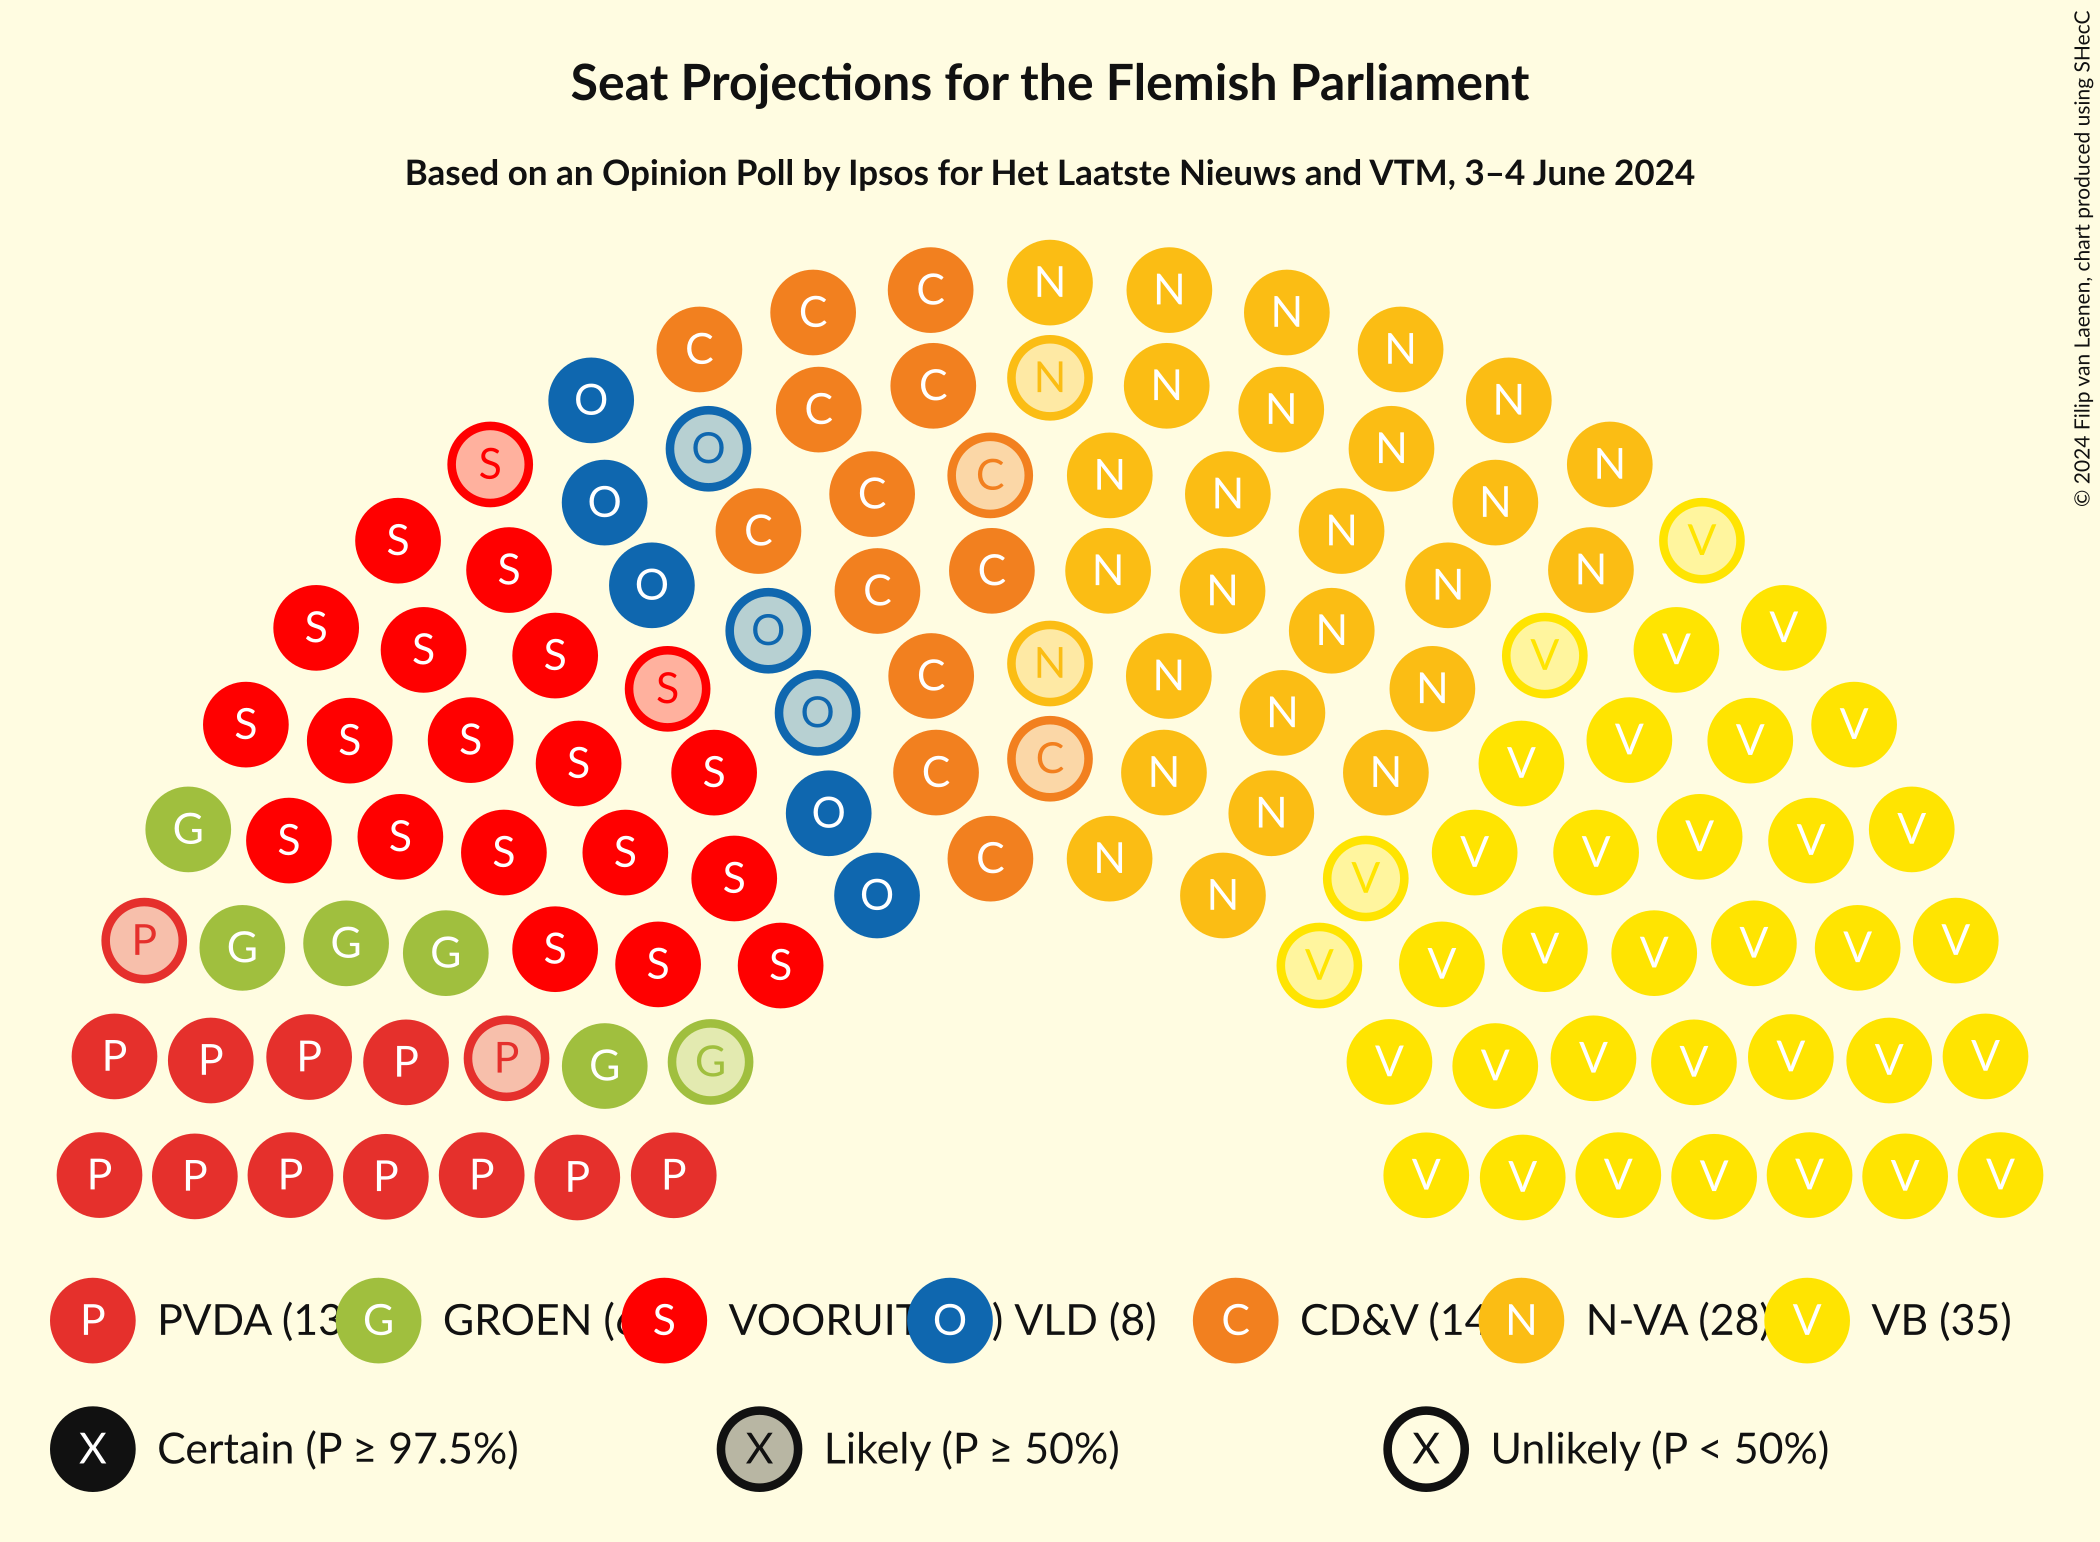 Seat Projections for the Flemish Parliament
Based on an Opinion Poll by Ipsos for Het Laatste Nieuws and VTM, 3–4 June 2024
© 2024 Filip van Laenen, chart produced using SHecC
C N N
C N
C N
C N N
O C N N
O N
S C N N
O C N N
S C N V
S O C C N N N N
S O N V
S S C N N V V
S N
S O N V
S S S S C C N N V V V
G S S S S O C N N V V V V V
S O N V
P G G G S S S V V V V V V V
P P P P P G G V V V V V V V
P P P P P P P V V V V V V V
P PVDA (13 G GROEN ( S VOORUIT O ) VLD (8) C CD&V (14 N N-VA (28) V VB (35)
X Certain (P ≥ 97.5%) X Likely (P ≥ 50%) X Unlikely (P < 50%)